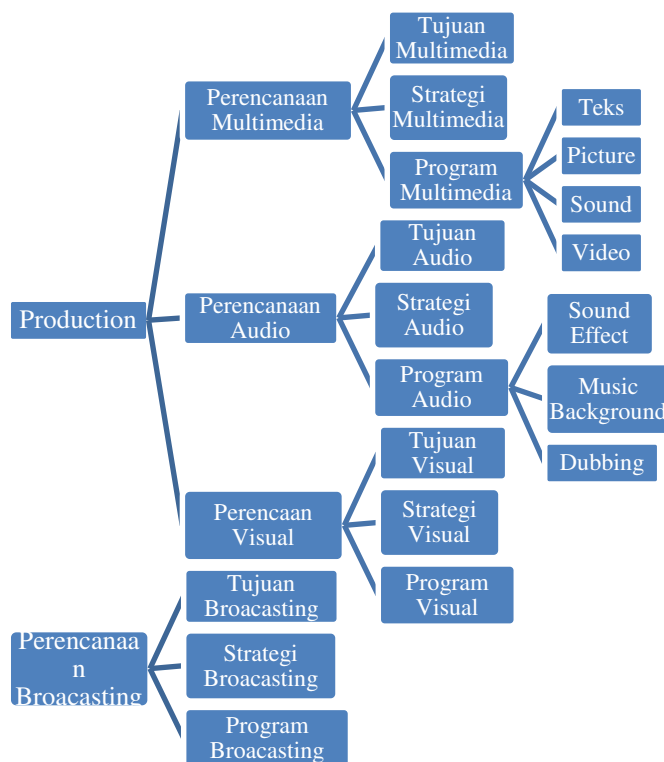 Production
Perencanaan
Multimedia
Tujuan
Multimedia
Strategi
Multimedia
Program
Multimedia
Teks
Picture
Sound
Video
Perencanaan
Audio
Tujuan
Audio
Strategi
Audio
Program
Audio
Sound
Effect
Music
Background
Dubbing
Perencaan
Visual
Tujuan
Visual
Strategi
Visual
Program
Visual
Perencanaa
n
Broacasting
Tujuan
Broacasting
Strategi
Broacasting
Program
Broacasting